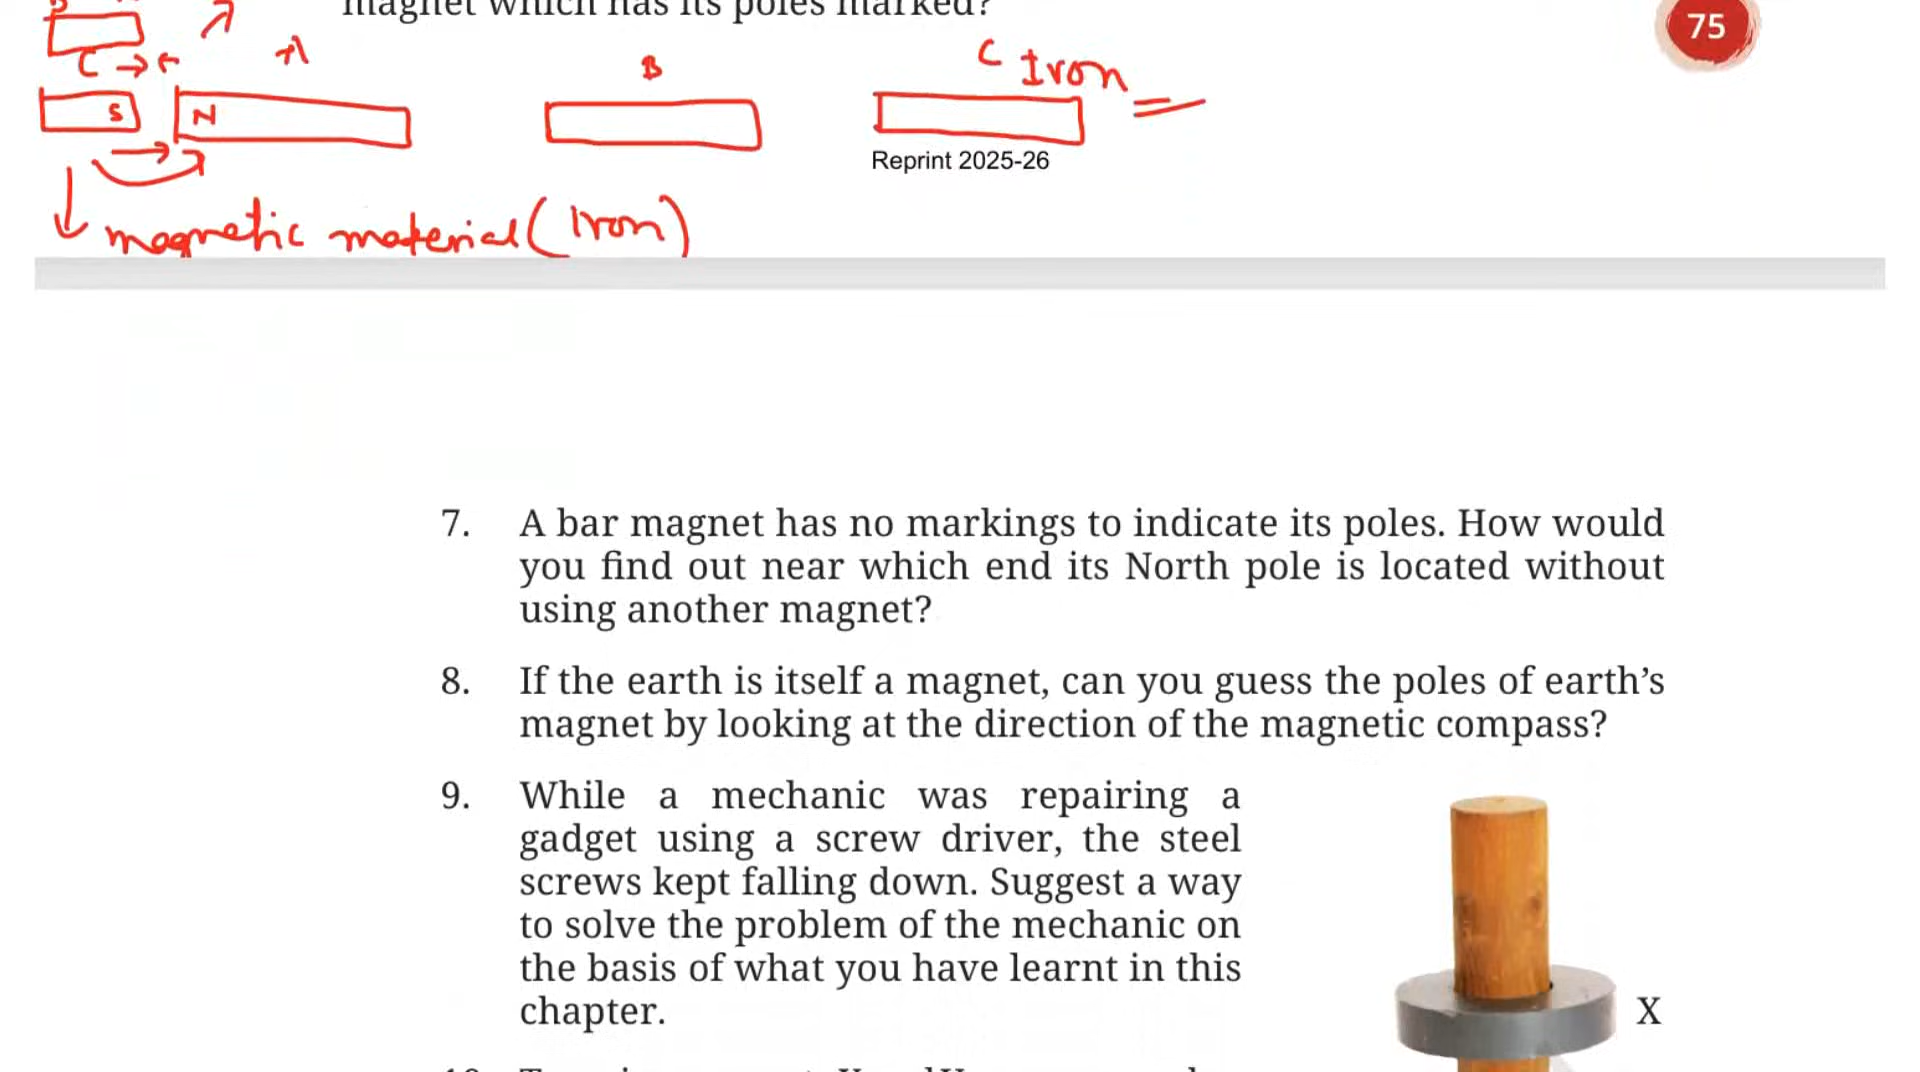 magnet which has its poles marked?
75
C
A
B
C Iron
S
N
Reprint 2025-26
magnetic material (Iron)
7. A bar magnet has no markings to indicate its poles. How would
you find out near which end its North pole is located without
using another magnet?
8. If the earth is itself a magnet, can you guess the poles of earth’s
magnet by looking at the direction of the magnetic compass?
9. While a mechanic was repairing a
gadget using a screw driver, the steel
screws kept falling down. Suggest a way
to solve the problem of the mechanic on
the basis of what you have learnt in this
chapter.
X